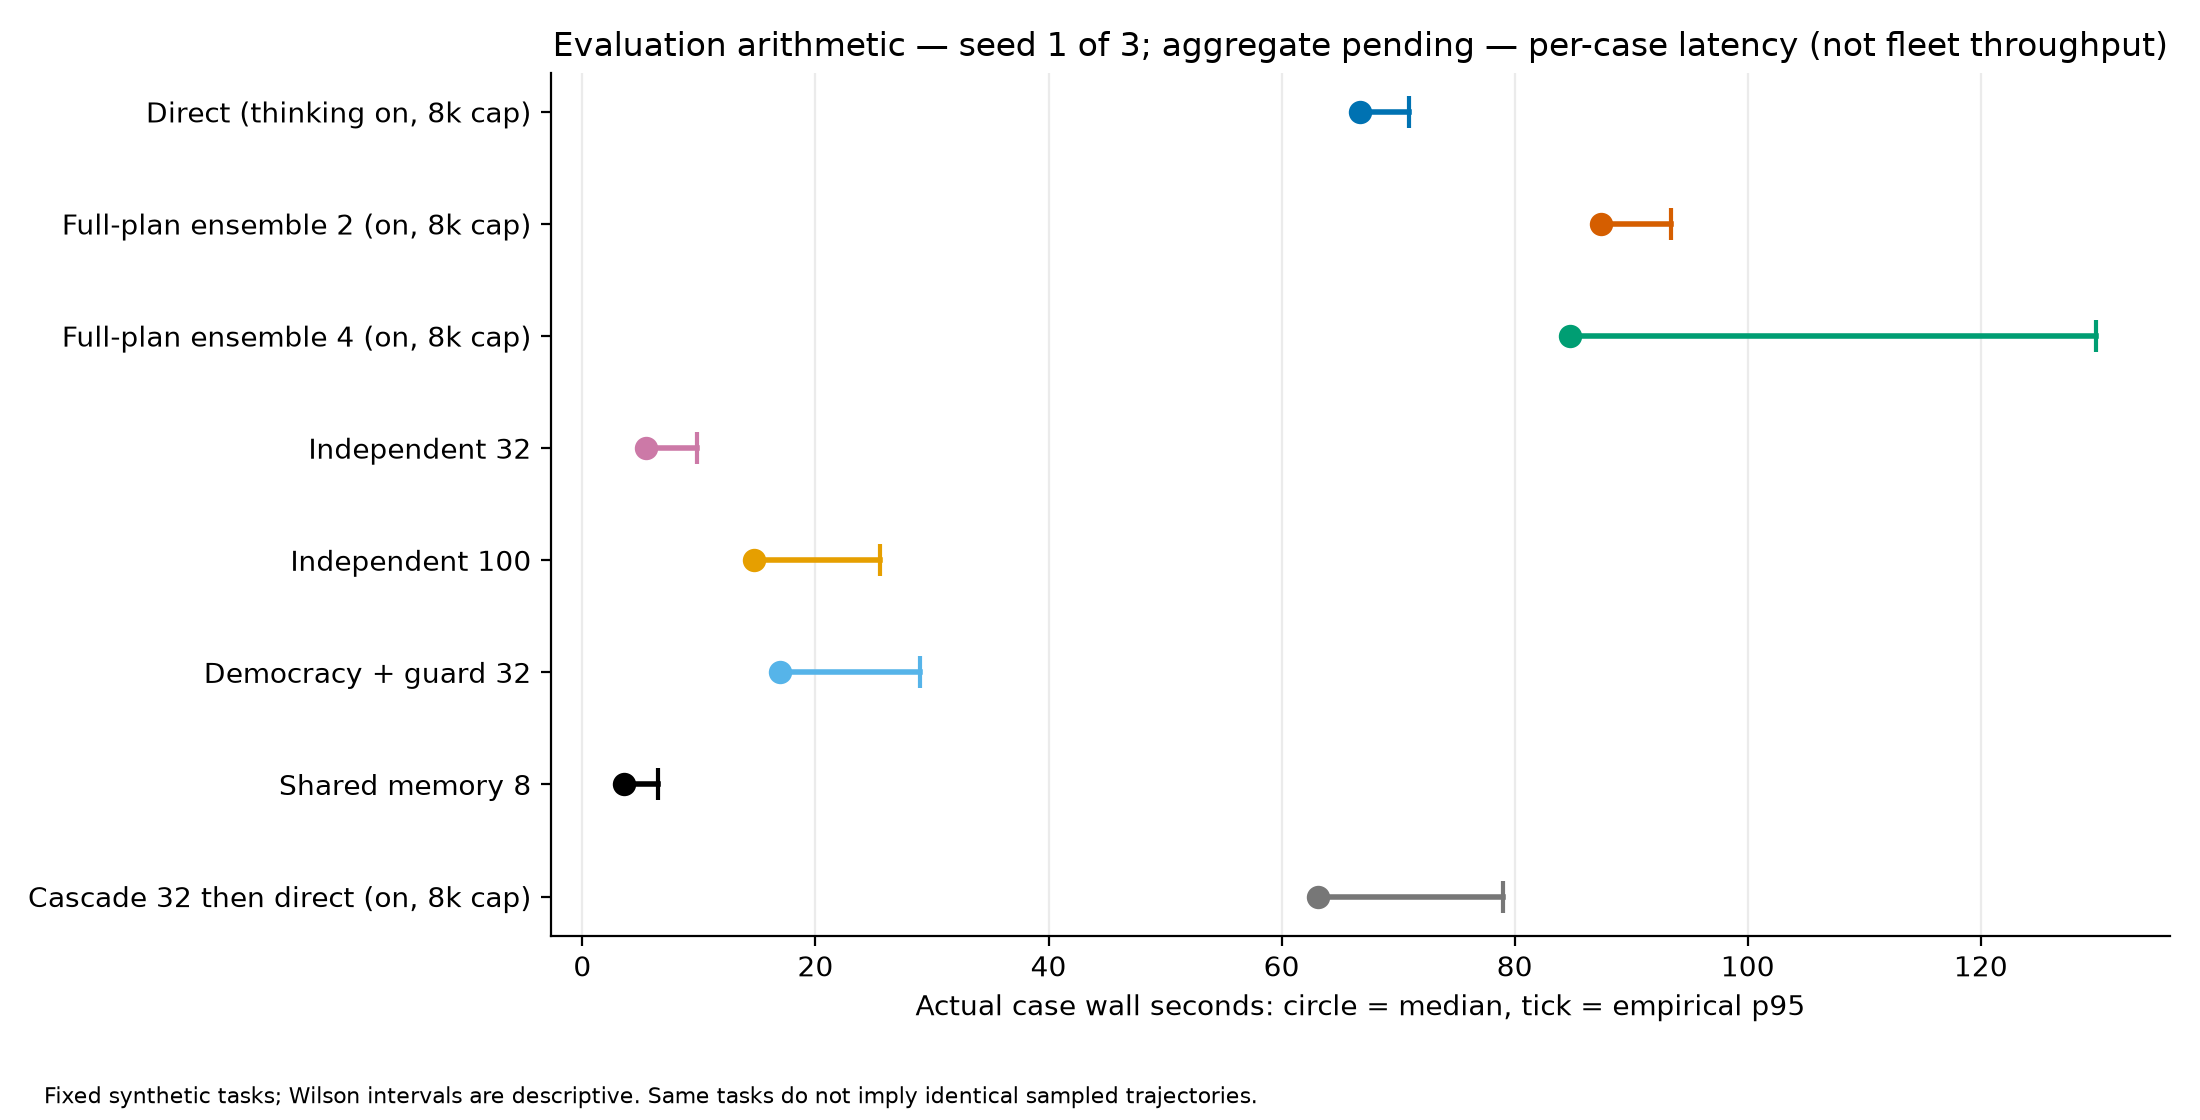 Evaluation arithmetic — seed 1 of 3; aggregate pending — per-case latency (not fleet throughput)
Direct (thinking on, 8k cap)
Full-plan ensemble 2 (on, 8k cap)
Full-plan ensemble 4 (on, 8k cap)
Independent 32
Independent 100
Democracy + guard 32
Shared memory 8
Cascade 32 then direct (on, 8k cap)
0 20 40 60 80 100 120
Actual case wall seconds: circle = median, tick = empirical p95
Fixed synthetic tasks; Wilson intervals are descriptive. Same tasks do not imply identical sampled trajectories.